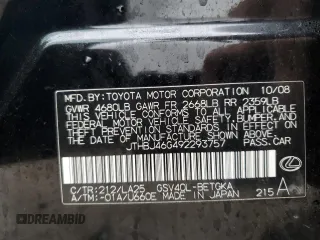 MFD. BY: TOYOTA MOTOR CORPORATION 10/08
GVWR 4680LB GAWR FR 2668LB RR 2359LB
THIS VEHICLE CONFORMS TO ALL APPLICABLE
FEDERAL MOTOR VEHICLE SAFETY, BUMPER, AND
THEFT PREVENTION STANDARDS IN EFFECT ON
THE DATE OF MANUFACTURE SHOWN ABOVE.
JTHBJ46G492293757 PASS.CAR
C/TR:212/LA25 GSV40L-BETGKA
A/TM:-01A/U660E MADE IN JAPAN 215 A